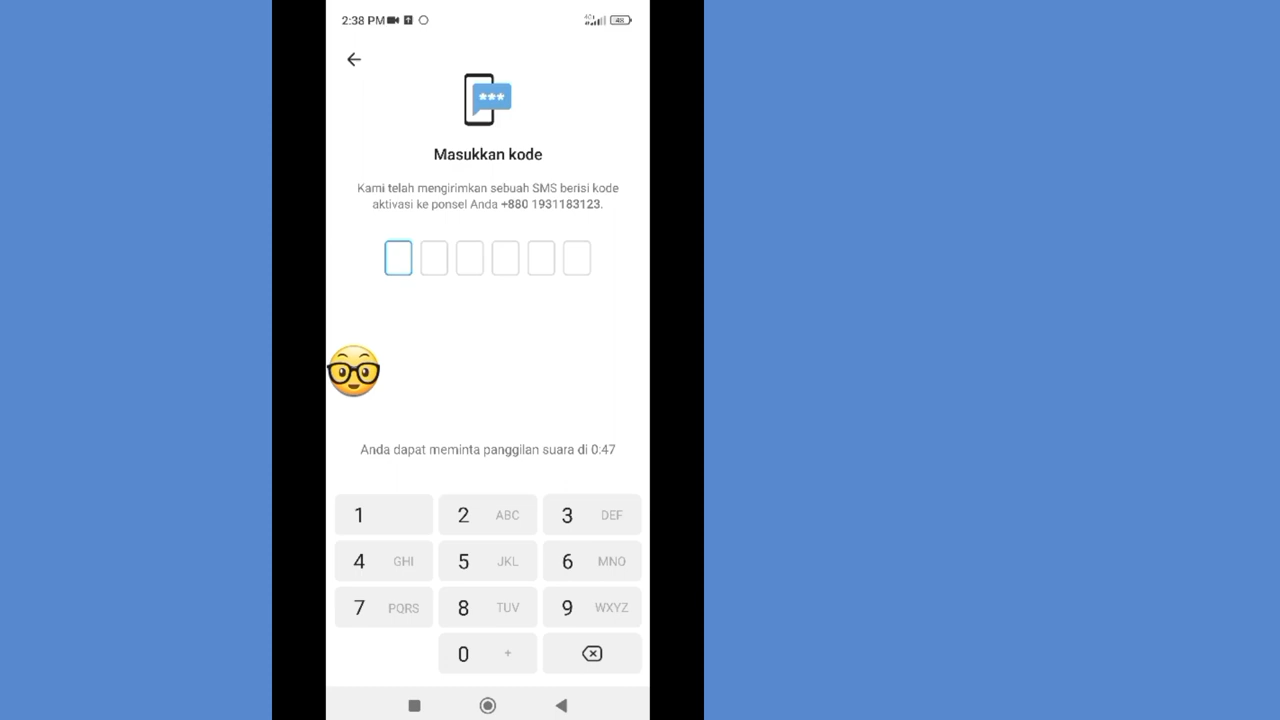 2:38 PM
48
Masukkan kode
Kami telah mengirimkan sebuah SMS berisi kode
aktivasi ke ponsel Anda +880 1931183123.
Anda dapat meminta panggilan suara di 0:47
1
2 ABC
3 DEF
4 GHI
5 JKL
6 MNO
7 PQRS
8 TUV
9 WXYZ
0 +